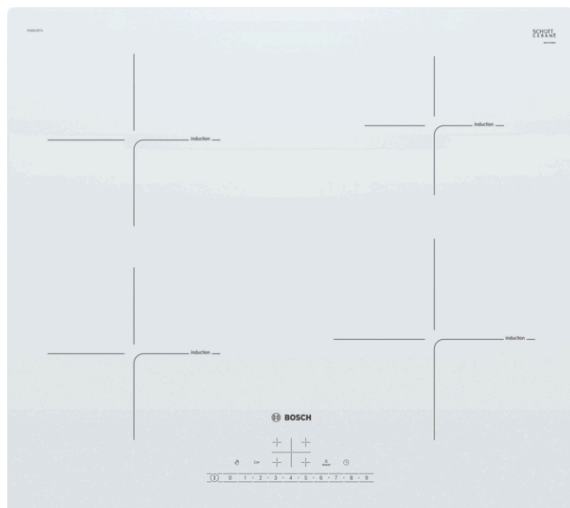 SCHOTT
CERAN®
Induction
Induction
Induction
Induction
BOSCH
0 1 • 2 • 3 • 4 • 5 • 6 • 7 • 8 • 9